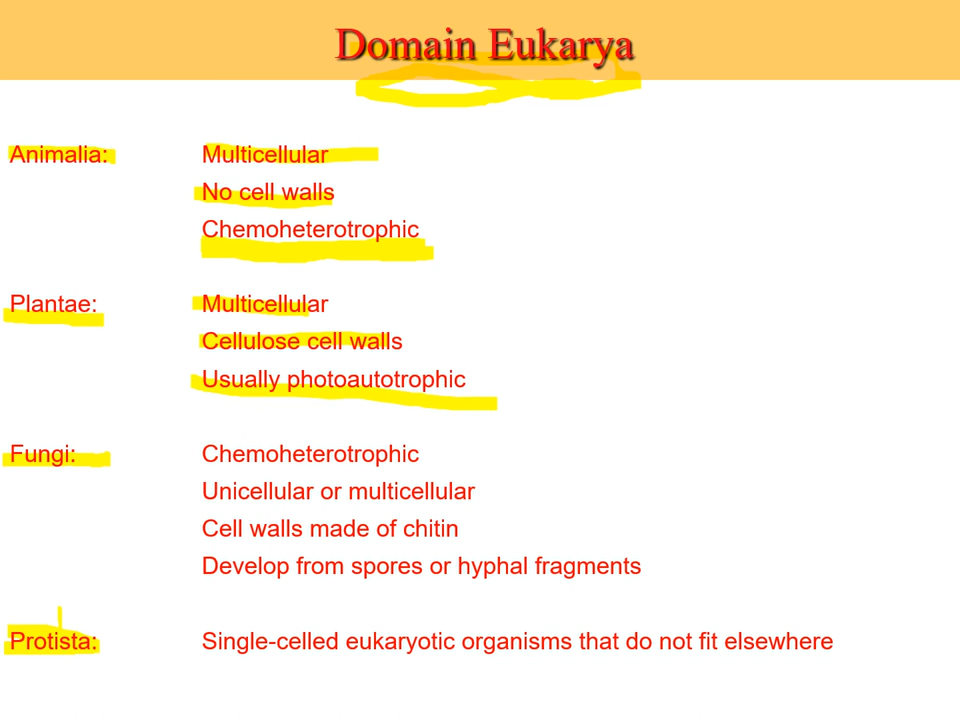 Domain Eukarya
Animalia: Multicellular
No cell walls
Chemoheterotrophic
Plantae: Multicellular
Cellulose cell walls
Usually photoautotrophic
Fungi: Chemoheterotrophic
Unicellular or multicellular
Cell walls made of chitin
Develop from spores or hyphal fragments
Protista: Single-celled eukaryotic organisms that do not fit elsewhere